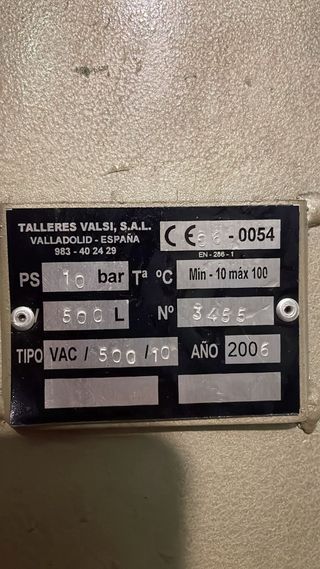 TALLERES VALSI, S.A.L.
VALLADOLID - ESPAÑA
983 - 40 24 29
CE 96 - 0054
EN - 286 - 1
PS 10 bar Tª ºC Min - 10 máx 100
500 L Nº 3455
TIPO VAC / 500 / 10 AÑO 2006